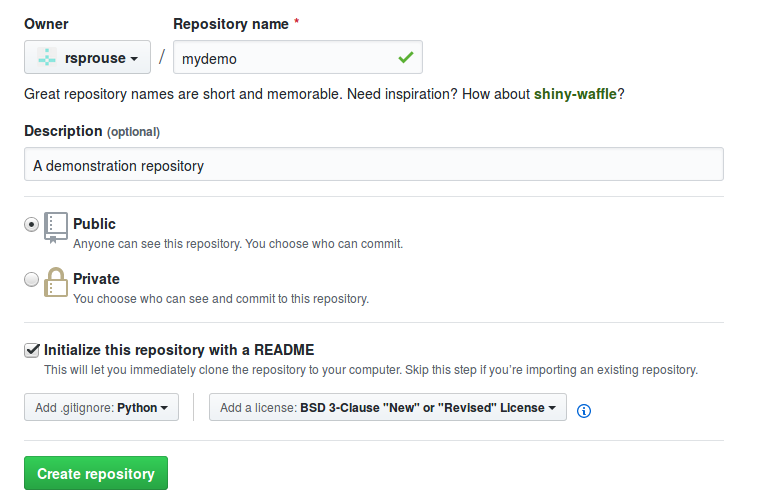 Owner Repository name *
rsprouse / mydemo
Great repository names are short and memorable. Need inspiration? How about shiny-waffle?
Description (optional)
A demonstration repository
Public
Anyone can see this repository. You choose who can commit.
Private
You choose who can see and commit to this repository.
Initialize this repository with a README
This will let you immediately clone the repository to your computer. Skip this step if you’re importing an existing repository.
Add .gitignore: Python Add a license: BSD 3-Clause "New" or "Revised" License
Create repository